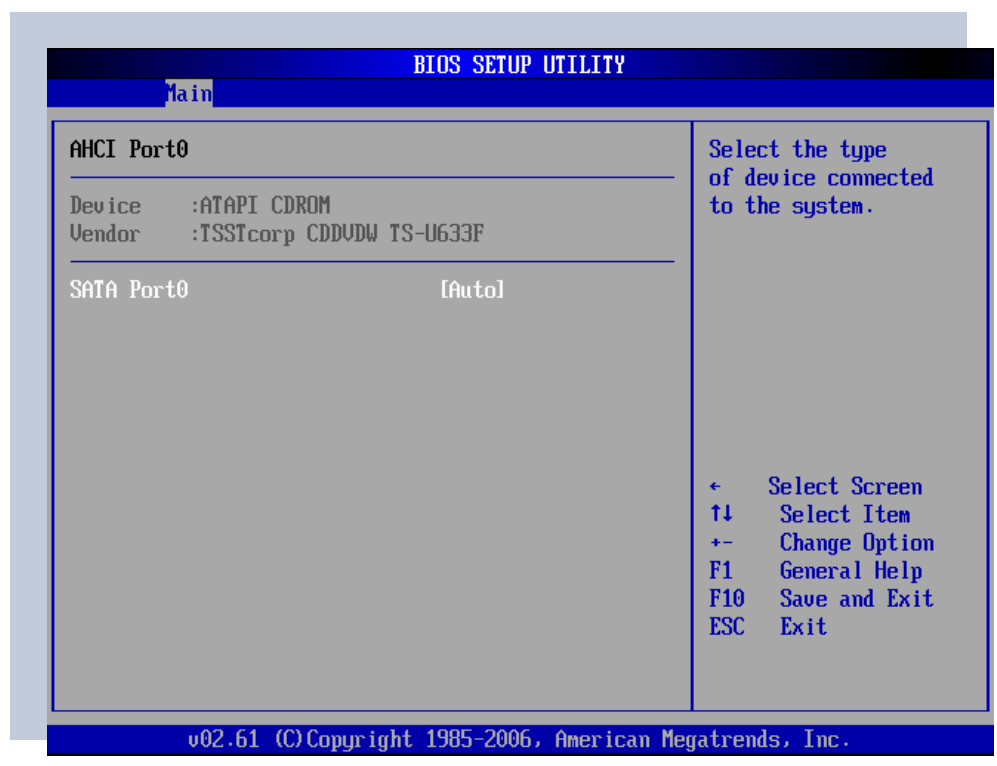 BIOS SETUP UTILITY
Main
AHCI Port0
Device :ATAPI CDROM
Vendor :TSSTcorp CDDVDW TS-U633F
SATA Port0 [Auto]
Select the type
of device connected
to the system.
← Select Screen
↑↓ Select Item
+- Change Option
F1 General Help
F10 Save and Exit
ESC Exit
v02.61 (C)Copyright 1985-2006, American Megatrends, Inc.